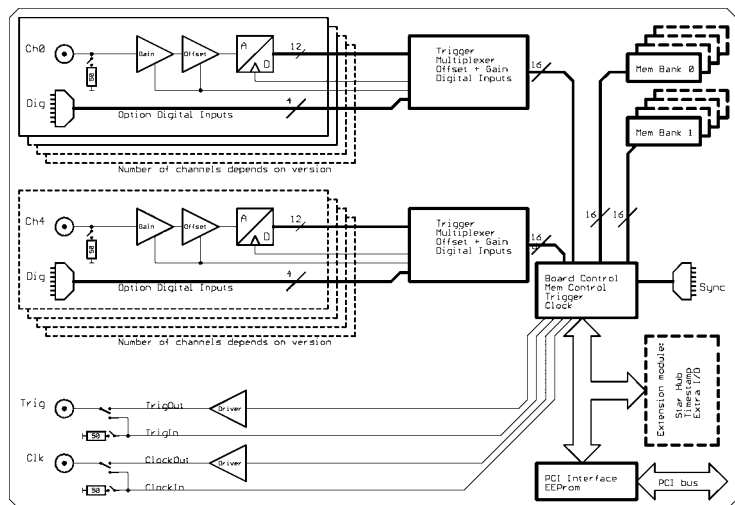 Ch0
50
Gain
Offset
A
D
12
Dig
4
Option Digital Inputs
Number of channels depends on version
Trigger
Multiplexer
Offset + Gain
Digital Inputs
16
Mem Bank 0
Mem Bank 1
16
16
Ch4
50
Gain
Offset
A
D
12
Dig
4
Option Digital Inputs
Number of channels depends on version
Trigger
Multiplexer
Offset + Gain
Digital Inputs
16
Board Control
Mem Control
Trigger
Clock
Sync
Extension module:
Star Hub
Timestamp
Extra I/O
Trig
TrigOut
Driver
50
TrigIn
Clk
ClockOut
Driver
50
ClockIn
PCI Interface
EEProm
PCI bus